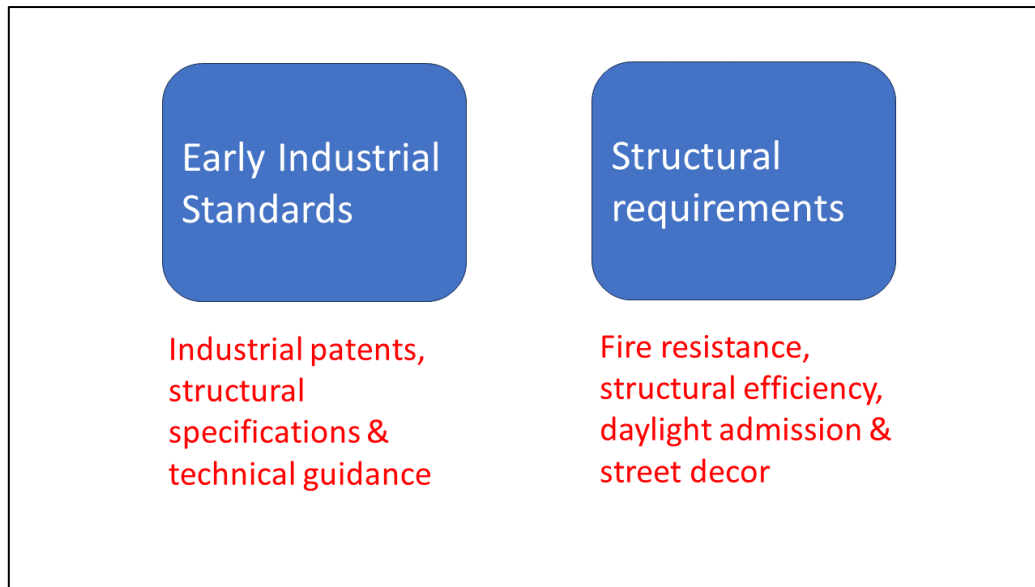 Early Industrial
Standards
Industrial patents,
structural
specifications &
technical guidance
Structural
requirements
Fire resistance,
structural efficiency,
daylight admission &
street decor